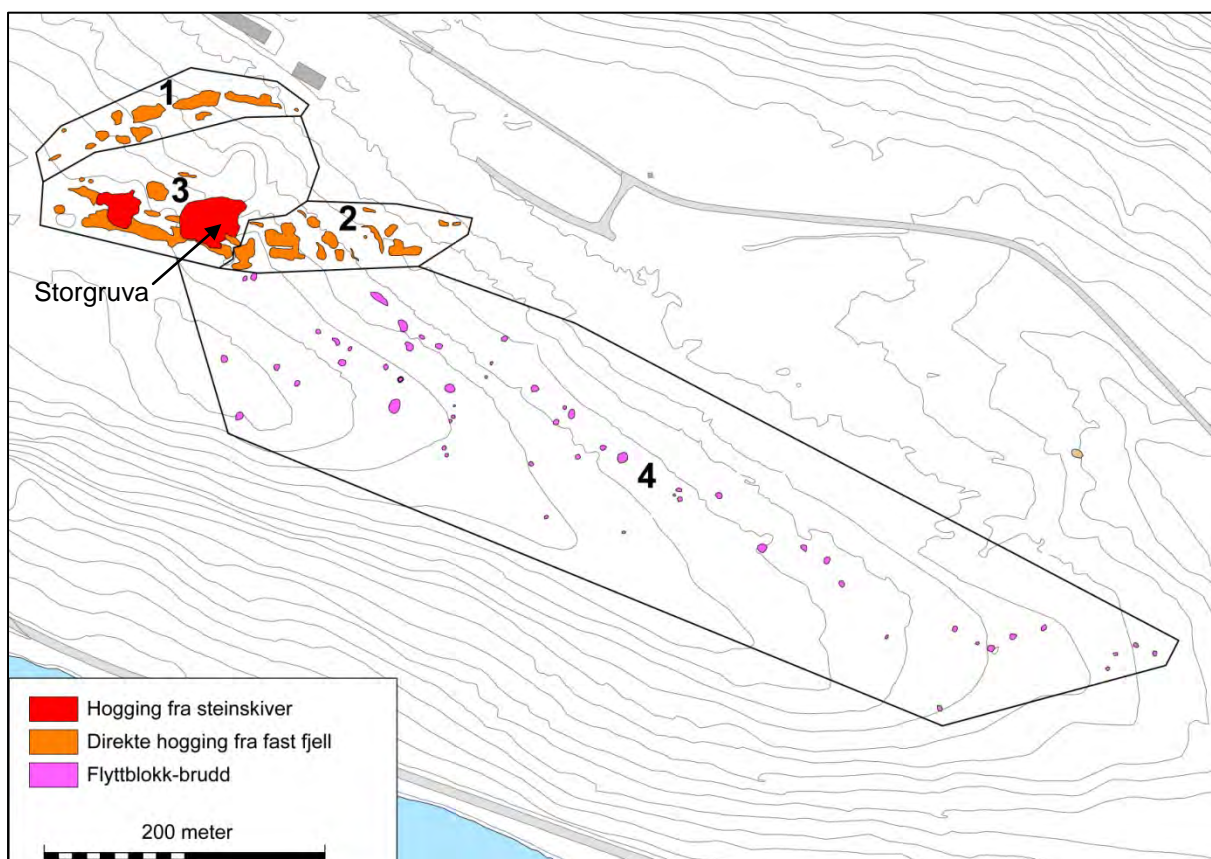 1
3
2
Storgruva
4
Hogging fra steinskiver
Direkte hogging fra fast fjell
Flyttblokk-brudd
200 meter